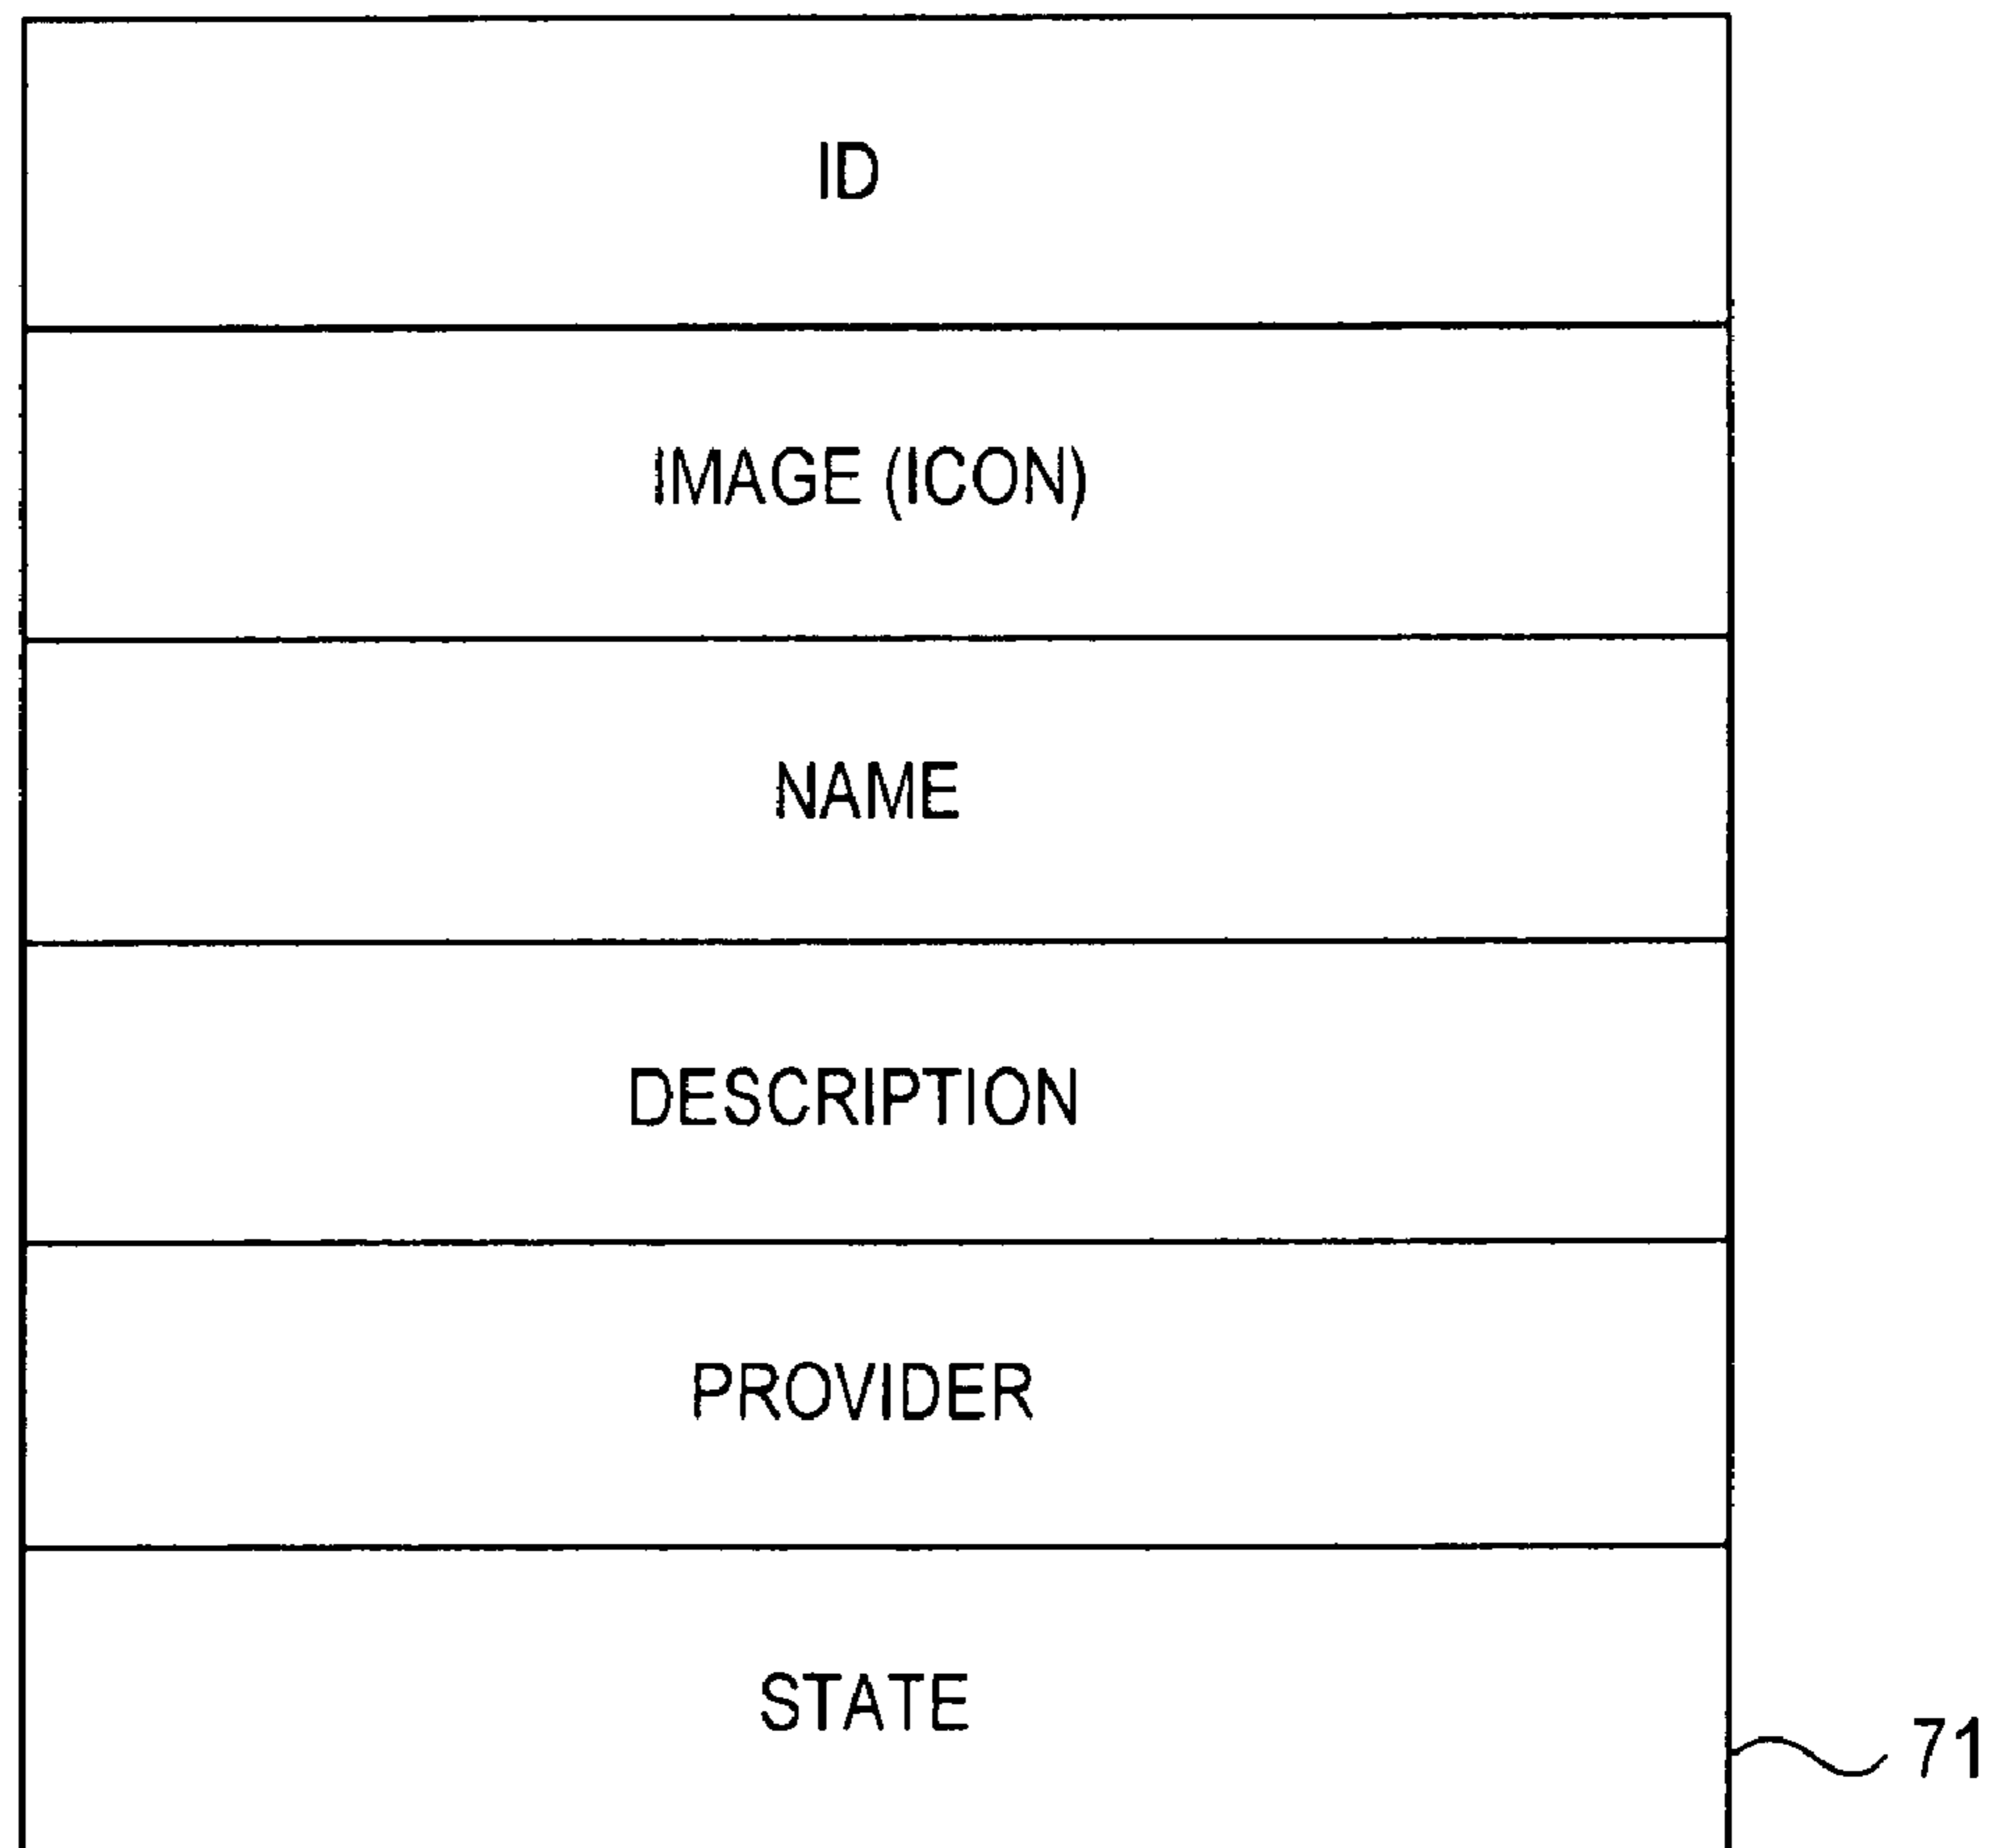 ID
IMAGE (ICON)
NAME
DESCRIPTION
PROVIDER
STATE
71